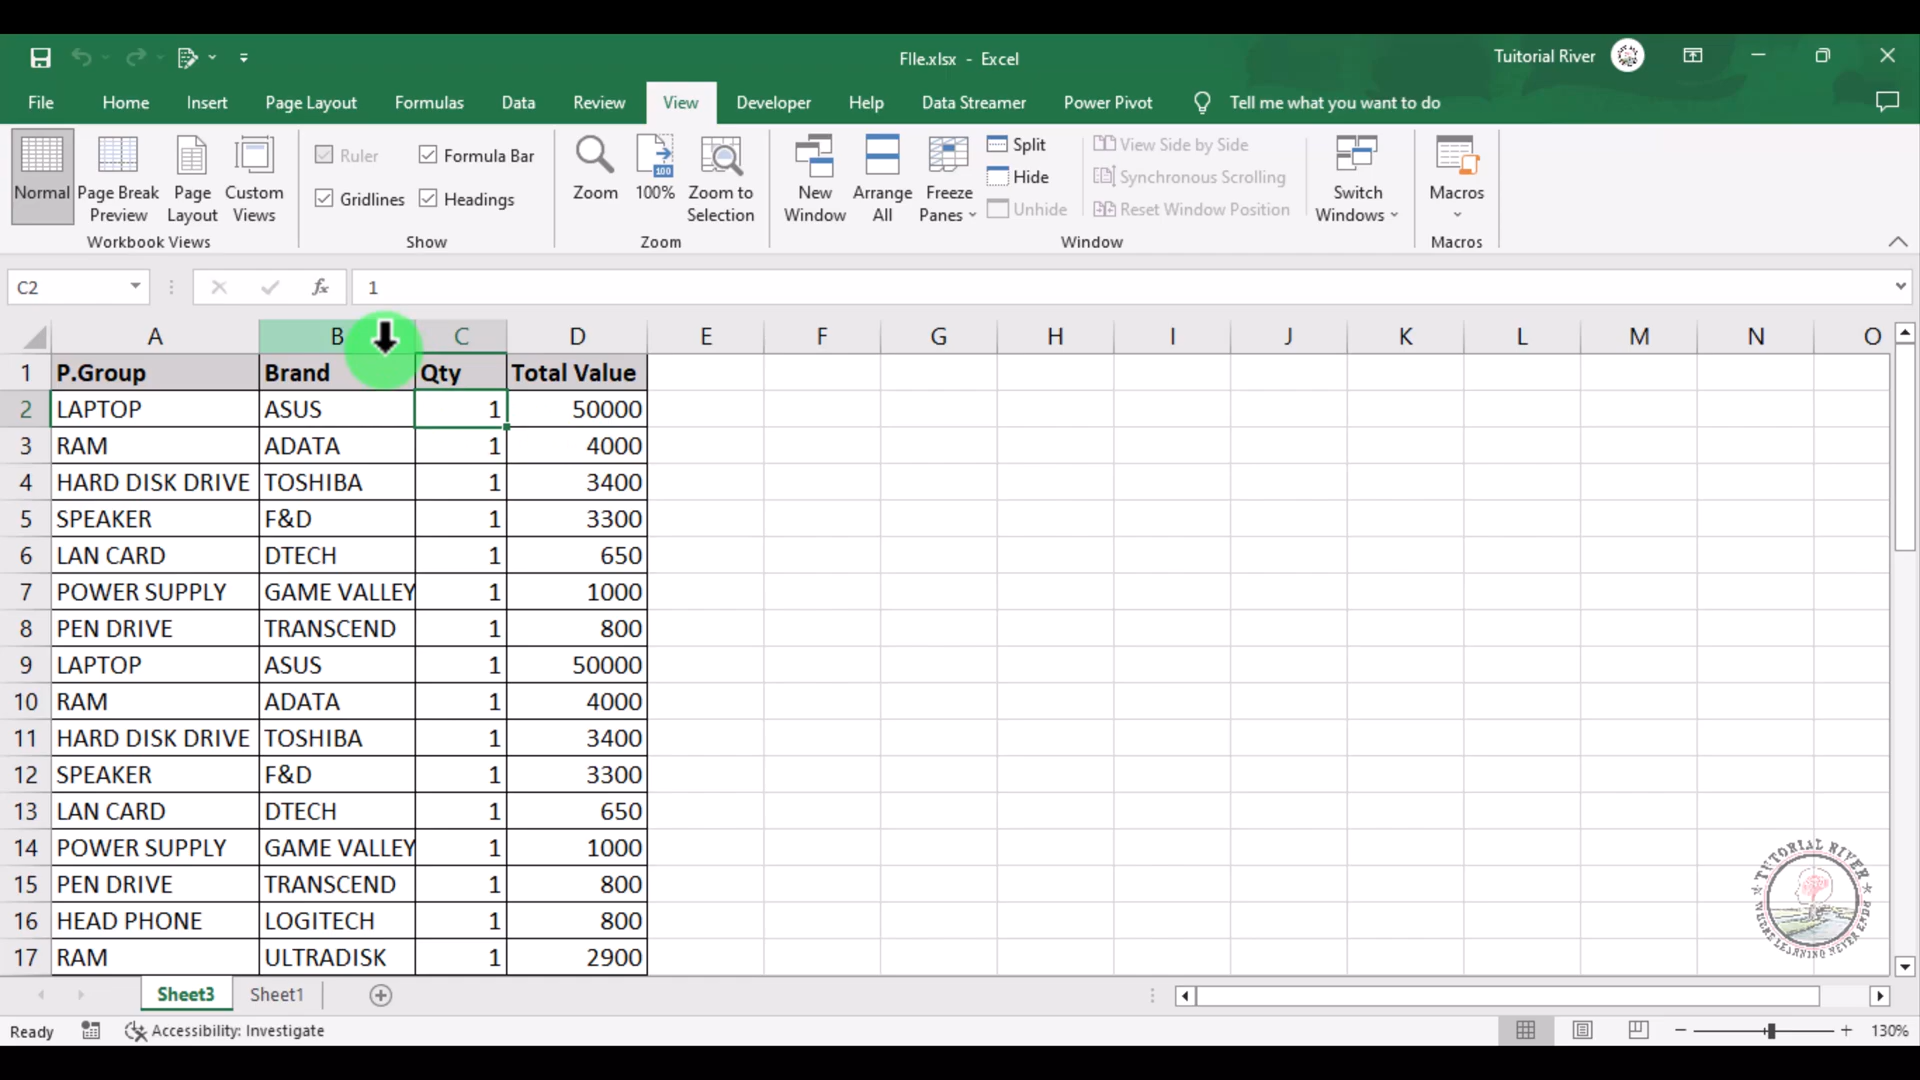 FIle.xlsx - Excel
Tuitorial River
File Home Insert Page Layout Formulas Data Review View Developer Help Data Streamer Power Pivot Tell me what you want to do
Normal
Page Break Preview
Page Layout
Custom Views
Workbook Views
Ruler
Formula Bar
Gridlines
Headings
Show
Zoom
100
100%
Zoom to Selection
Zoom
New Window
Arrange All
Freeze Panes
Split
Hide
Unhide
View Side by Side
Synchronous Scrolling
Reset Window Position
Switch Windows
Window
Macros
Macros
C2 fx 1
A B C D E F G H I J K L M N O
1 P.Group Brand Qty Total Value
2 LAPTOP ASUS 1 50000
3 RAM ADATA 1 4000
4 HARD DISK DRIVE TOSHIBA 1 3400
5 SPEAKER F&D 1 3300
6 LAN CARD DTECH 1 650
7 POWER SUPPLY GAME VALLEY 1 1000
8 PEN DRIVE TRANSCEND 1 800
9 LAPTOP ASUS 1 50000
10 RAM ADATA 1 4000
11 HARD DISK DRIVE TOSHIBA 1 3400
12 SPEAKER F&D 1 3300
13 LAN CARD DTECH 1 650
14 POWER SUPPLY GAME VALLEY 1 1000
15 PEN DRIVE TRANSCEND 1 800
16 HEAD PHONE LOGITECH 1 800
17 RAM ULTRADISK 1 2900
TUTORIAL RIVER
WHERE LEARNING NEVER ENDS
Sheet3 Sheet1
Ready Accessibility: Investigate 130%